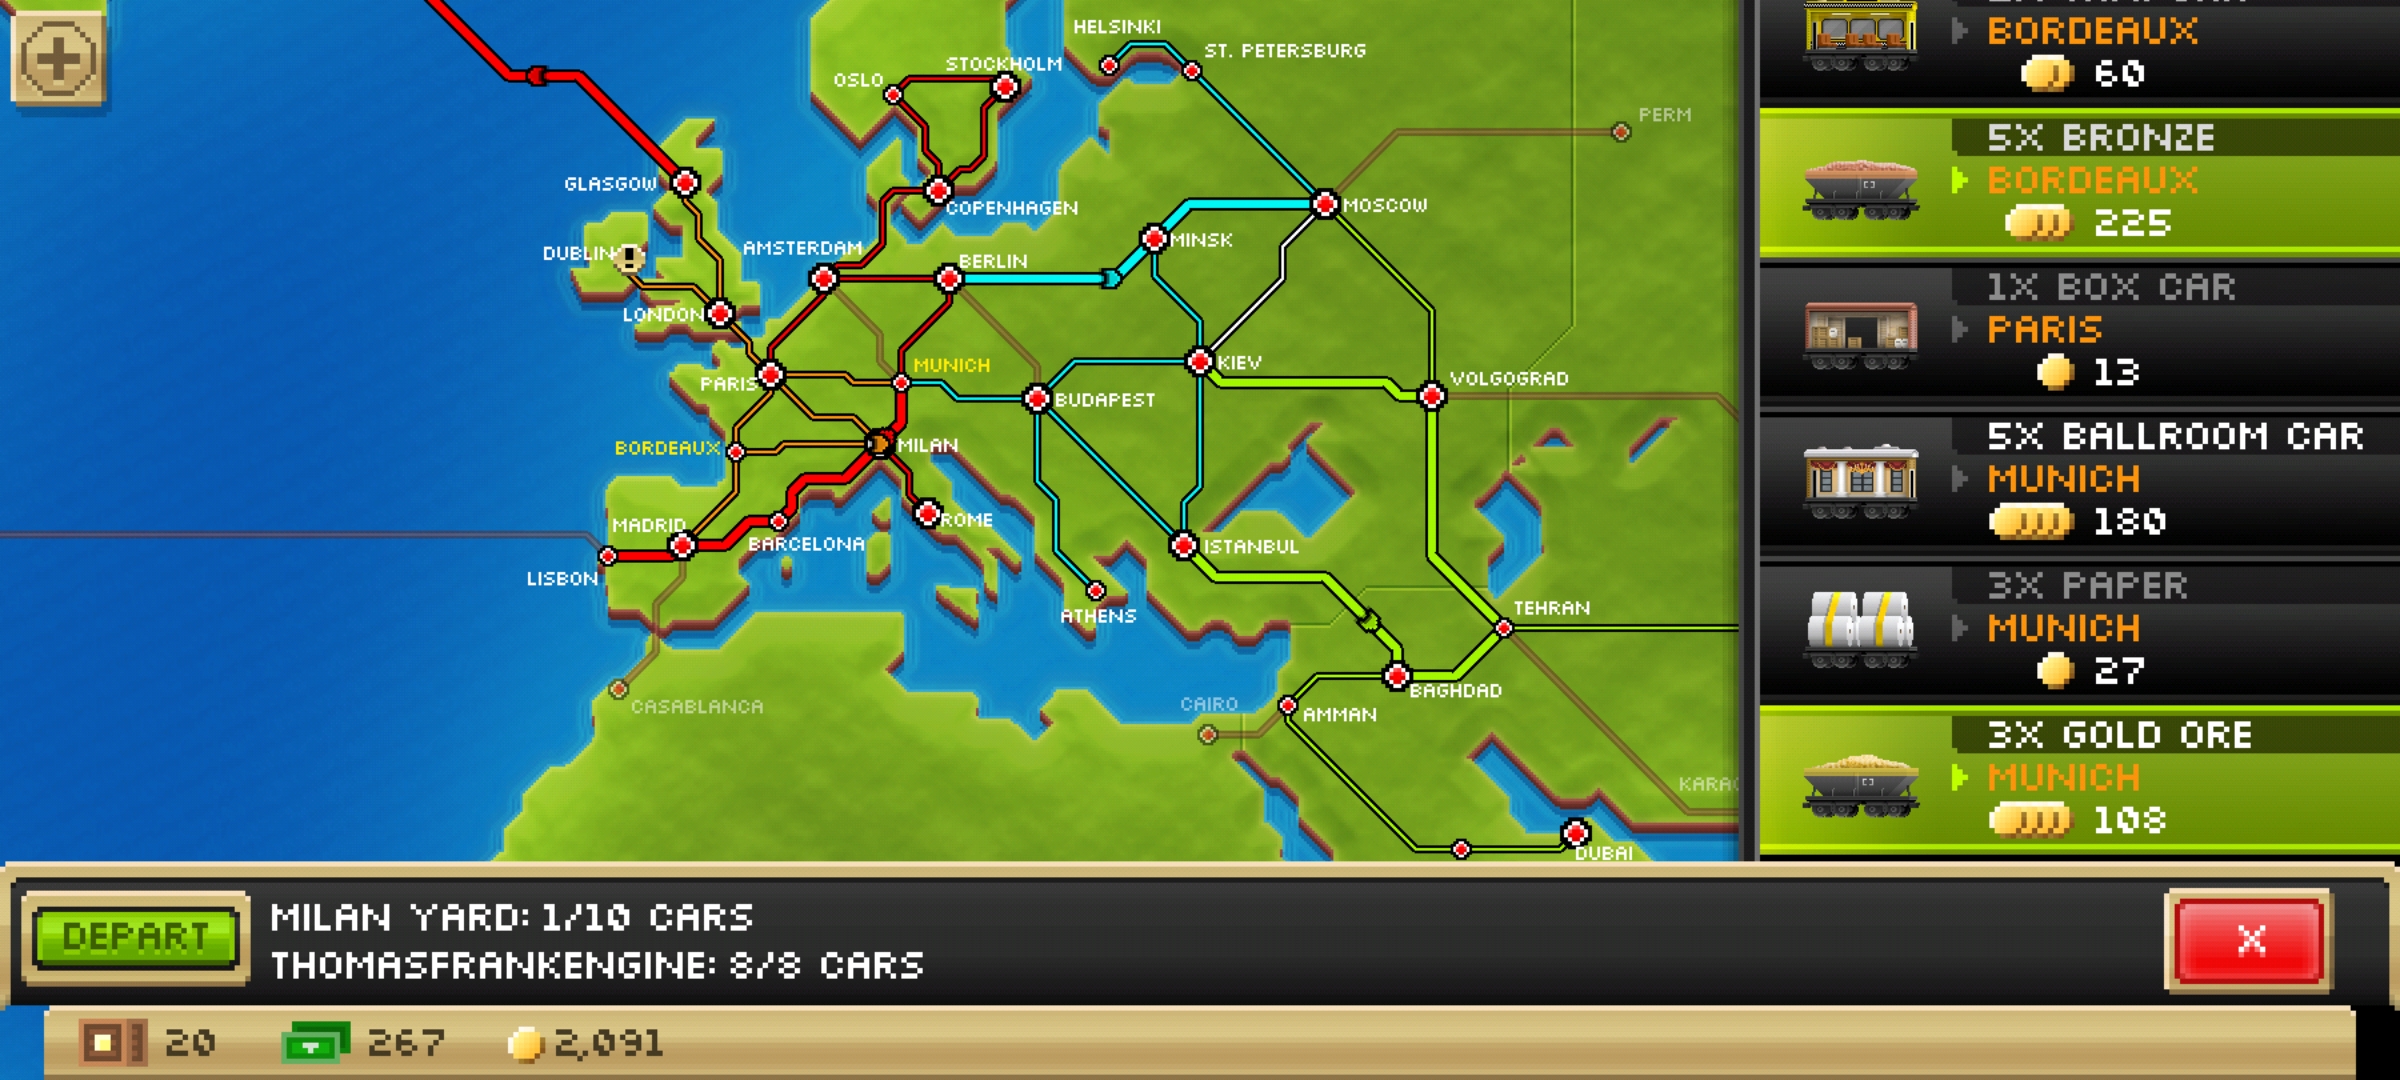 HELSINKI
ST. PETERSBURG
STOCKHOLM
OSLO
PERM
GLASGOW
COPENHAGEN
MOSCOW
MINSK
DUBLIN
AMSTERDAM
BERLIN
LONDON
KIEV
MUNICH
PARIS
VOLGOGRAD
BUDAPEST
BORDEAUX
MILAN
MADRID
ROME
BARCELONA
ISTANBUL
LISBON
ATHENS
TEHRAN
CASABLANCA
BAGHDAD
CAIRO
AMMAN
DUBAI
BORDEAUX
60
5X BRONZE
BORDEAUX
225
1X BOX CAR
PARIS
13
5X BALLROOM CAR
MUNICH
180
3X PAPER
MUNICH
27
3X GOLD ORE
MUNICH
108
DEPART
MILAN YARD: 1/10 CARS
THOMASFRANKENGINE: 8/8 CARS
X
20
267
2,091